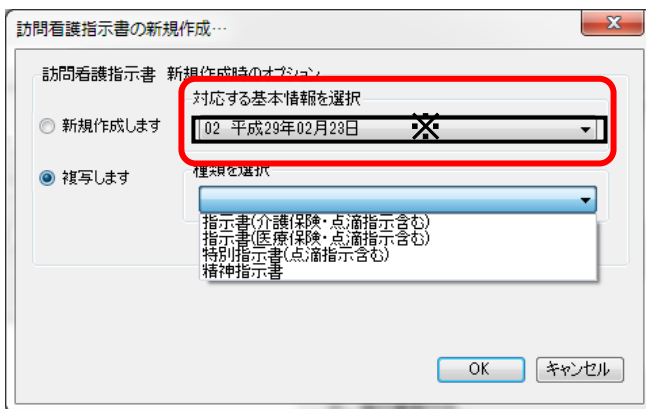 訪問看護指示書の新規作成…
訪問看護指示書 新規作成時のオプション
対応する基本情報を選択
新規作成します
02 平成29年02月23日 ※
複写します
種類を選択
指示書(介護保険・点滴指示含む)
指示書(医療保険・点滴指示含む)
特別指示書(点滴指示含む)
精神指示書
OK キャンセル